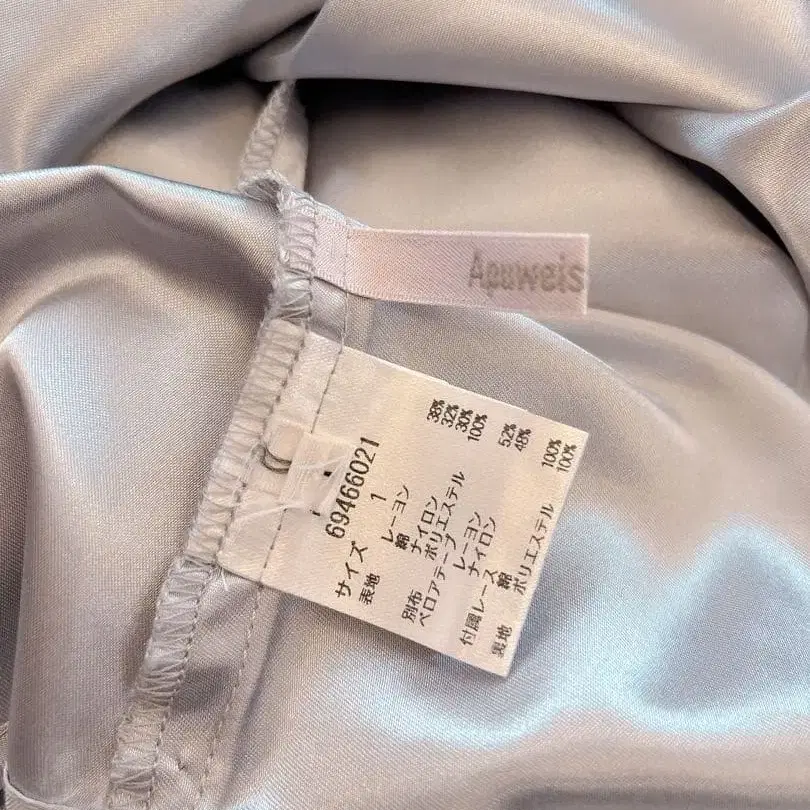 Apuweis
69466021
サイズ 1
表地 レーヨン 38%
綿 32%
ナイロン 30%
別布 ポリエステル 100%
ベロアテープ レーヨン 52%
ナイロン 48%
付属レース 綿 100%
裏地 ポリエステル 100%